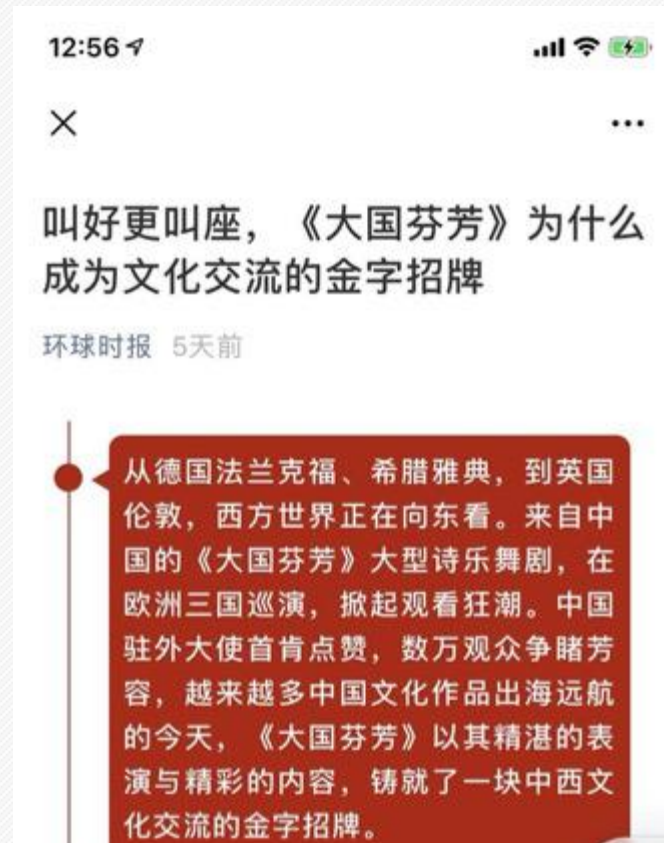 12:56
叫好更叫座，《大国芬芳》为什么
成为文化交流的金字招牌
环球时报 5天前
从德国法兰克福、希腊雅典，到英国
伦敦，西方世界正在向东看。来自中
国的《大国芬芳》大型诗乐舞剧，在
欧洲三国巡演，掀起观看狂潮。中国
驻外大使首肯点赞，数万观众争睹芳
容，越来越多中国文化作品出海远航
的今天，《大国芬芳》以其精湛的表
演与精彩的内容，铸就了一块中西文
化交流的金字招牌。